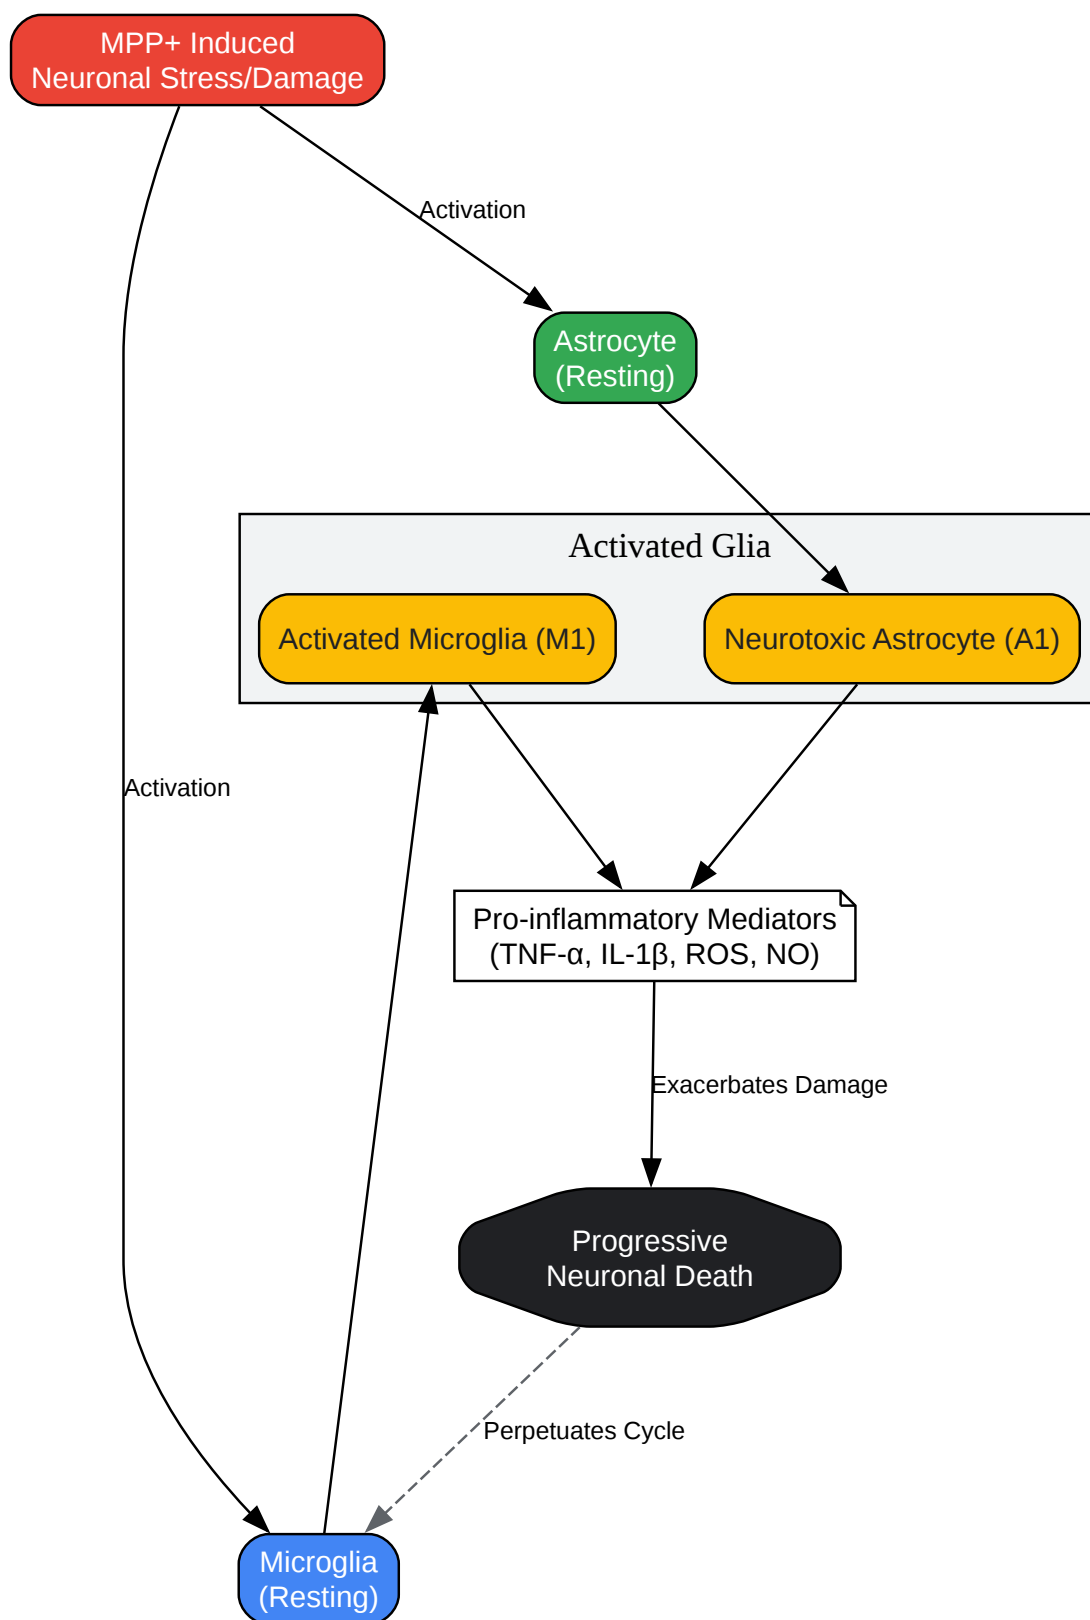 MPP+ Induced
Neuronal Stress/Damage
Activation
Astrocyte
(Resting)
Activated Glia
Activated Microglia (M1)
Neurotoxic Astrocyte (A1)
Activation
Pro-inflammatory Mediators
(TNF-α, IL-1β, ROS, NO)
Exacerbates Damage
Progressive
Neuronal Death
Perpetuates Cycle
Microglia
(Resting)